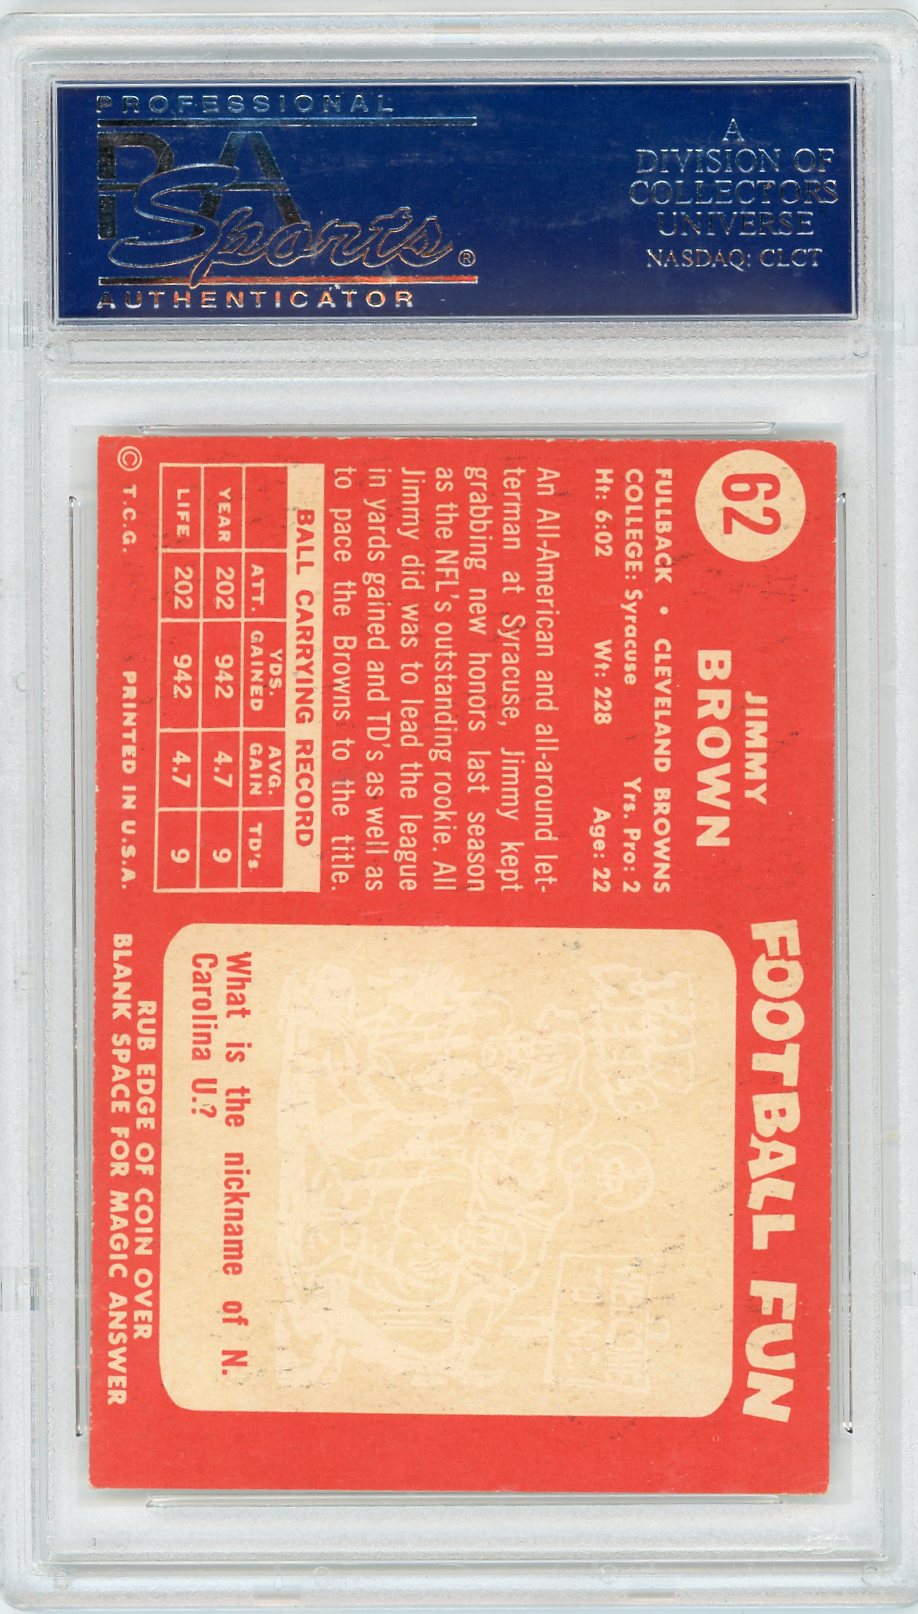 PROFESSIONAL
PSA
Sports®
AUTHENTICATOR
A
DIVISION OF
COLLECTORS
UNIVERSE
NASDAQ: CLCT
62
JIMMY
BROWN
FULLBACK • CLEVELAND BROWNS
COLLEGE: Syracuse Yrs. Pro: 2
Ht: 6:02 Wt: 228 Age: 22
An All-American and all-around let-
terman at Syracuse, Jimmy kept
grabbing new honors last season
as the NFL's outstanding rookie. All
Jimmy did was to lead the league
in yards gained and TD's as well as
to pace the Browns to the title.
BALL CARRYING RECORD
ATT. YDS. GAINED AVG. GAIN TD's
YEAR 202 942 4.7 9
LIFE 202 942 4.7 9
© T.C.G. PRINTED IN U.S.A.
FOOTBALL FUN
WELCOME
TO
N.C.
What is the nickname of N.
Carolina U.?
RUB EDGE OF COIN OVER
BLANK SPACE FOR MAGIC ANSWER
PSA